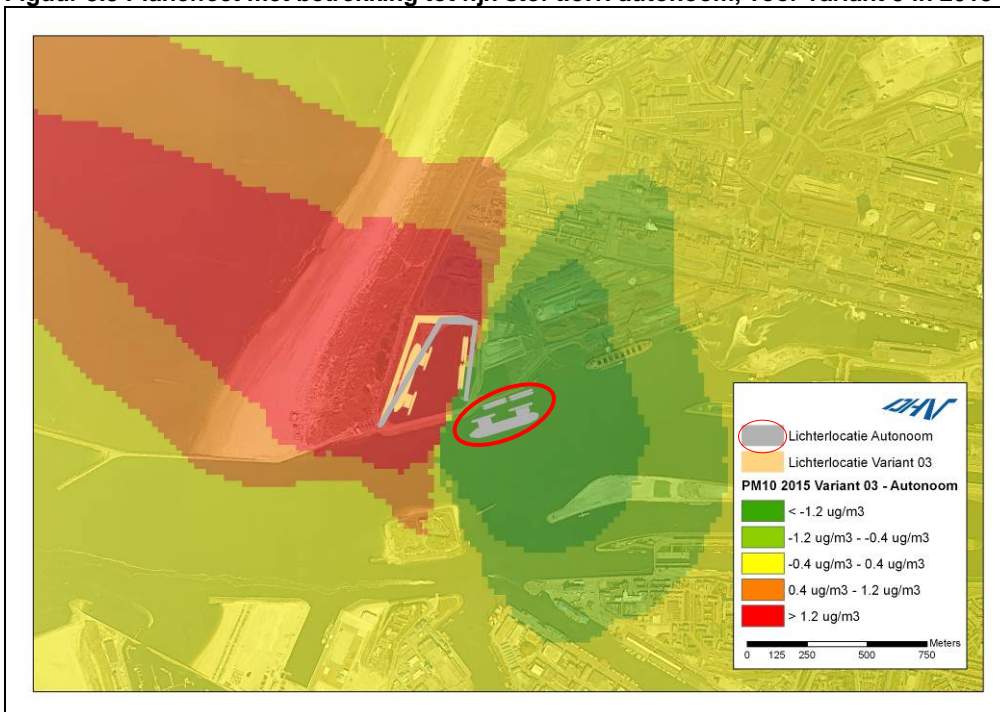 DHV
Lichterlocatie Autonoom
Lichterlocatie Variant 03
PM10 2015 Variant 03 - Autonoom
< -1.2 ug/m3
-1.2 ug/m3 - -0.4 ug/m3
-0.4 ug/m3 - 0.4 ug/m3
0.4 ug/m3 - 1.2 ug/m3
> 1.2 ug/m3
Meters
0 125 250 500 750